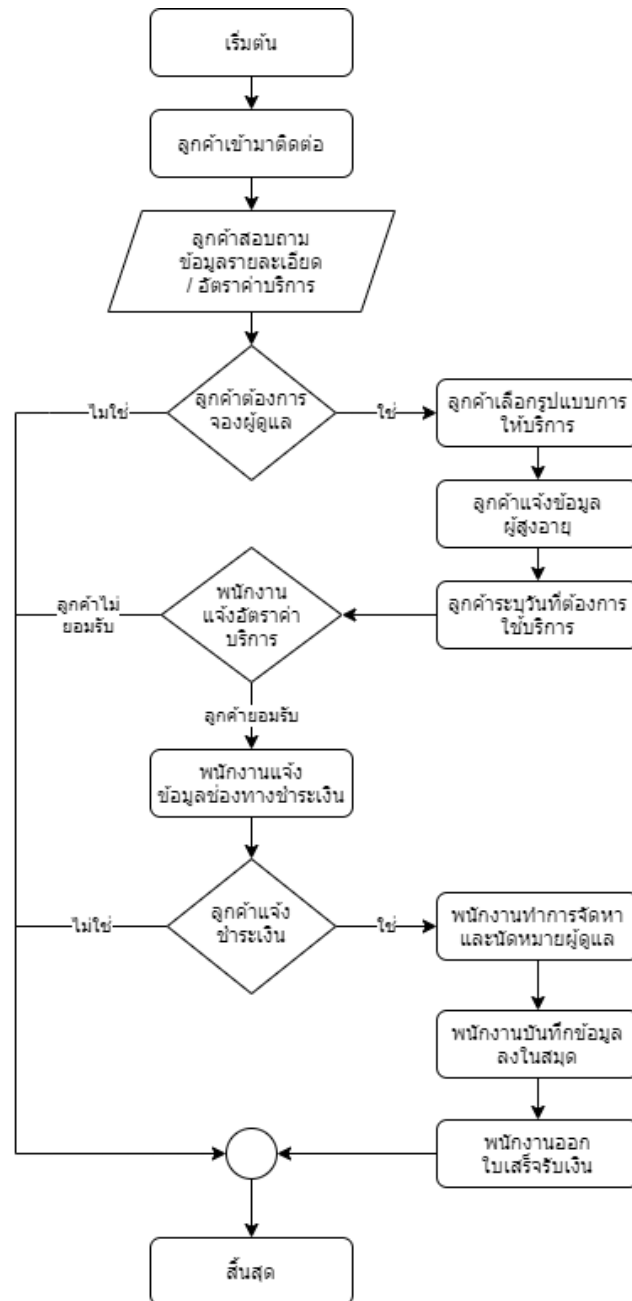 เริ่มต้น
ลูกค้าเข้ามาติดต่อ
ลูกค้าสอบถาม
ข้อมูลรายละเอียด
/ อัตราค่าบริการ
ลูกค้าต้องการ
จองผู้ดูแล
ไม่ใช่
ใช่
ลูกค้าเลือกรูปแบบการ
ให้บริการ
ลูกค้าแจ้งข้อมูล
ผู้สูงอายุ
ลูกค้าระบุวันที่ต้องการ
ใช้บริการ
พนักงาน
แจ้งอัตราค่า
บริการ
ลูกค้าไม่
ยอมรับ
ลูกค้ายอมรับ
พนักงานแจ้ง
ข้อมูลช่องทางชำระเงิน
ลูกค้าแจ้ง
ชำระเงิน
ไม่ใช่
ใช่
พนักงานทำการจัดหา
และนัดหมายผู้ดูแล
พนักงานบันทึกข้อมูล
ลงในสมุด
พนักงานออก
ใบเสร็จรับเงิน
สิ้นสุด